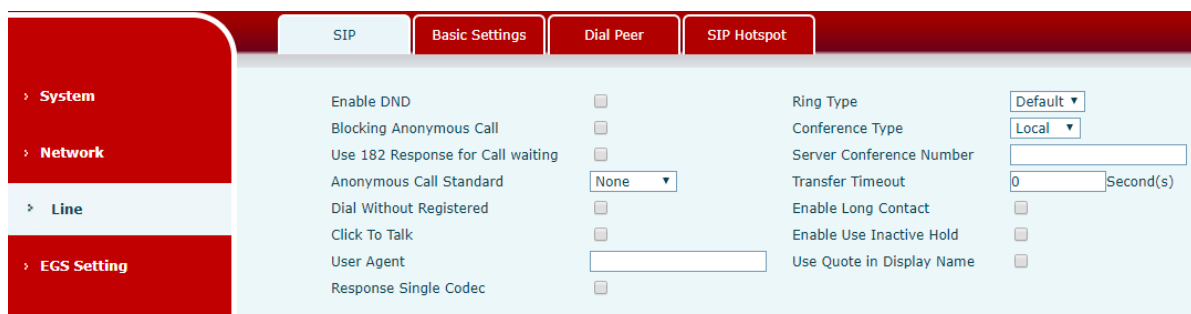 SIP
Basic Settings
Dial Peer
SIP Hotspot
System
Network
Line
EGS Setting
Enable DND
Ring Type Default
Blocking Anonymous Call
Conference Type Local
Use 182 Response for Call waiting
Server Conference Number
Anonymous Call Standard None
Transfer Timeout 0 Second(s)
Dial Without Registered
Enable Long Contact
Click To Talk
Enable Use Inactive Hold
User Agent
Use Quote in Display Name
Response Single Codec